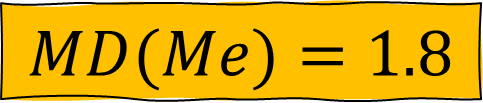 MD(Me) = 1.8